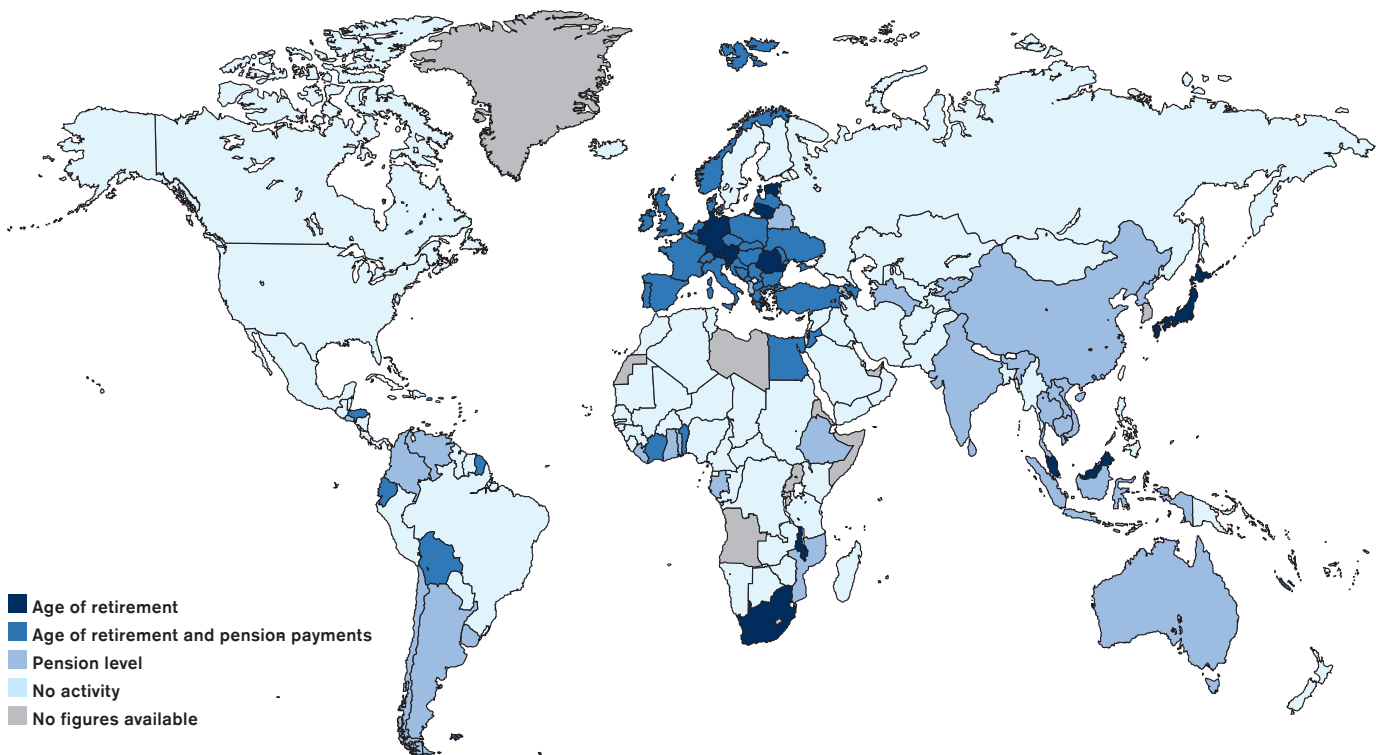 Age of retirement
Age of retirement and pension payments
Pension level
No activity
No figures available